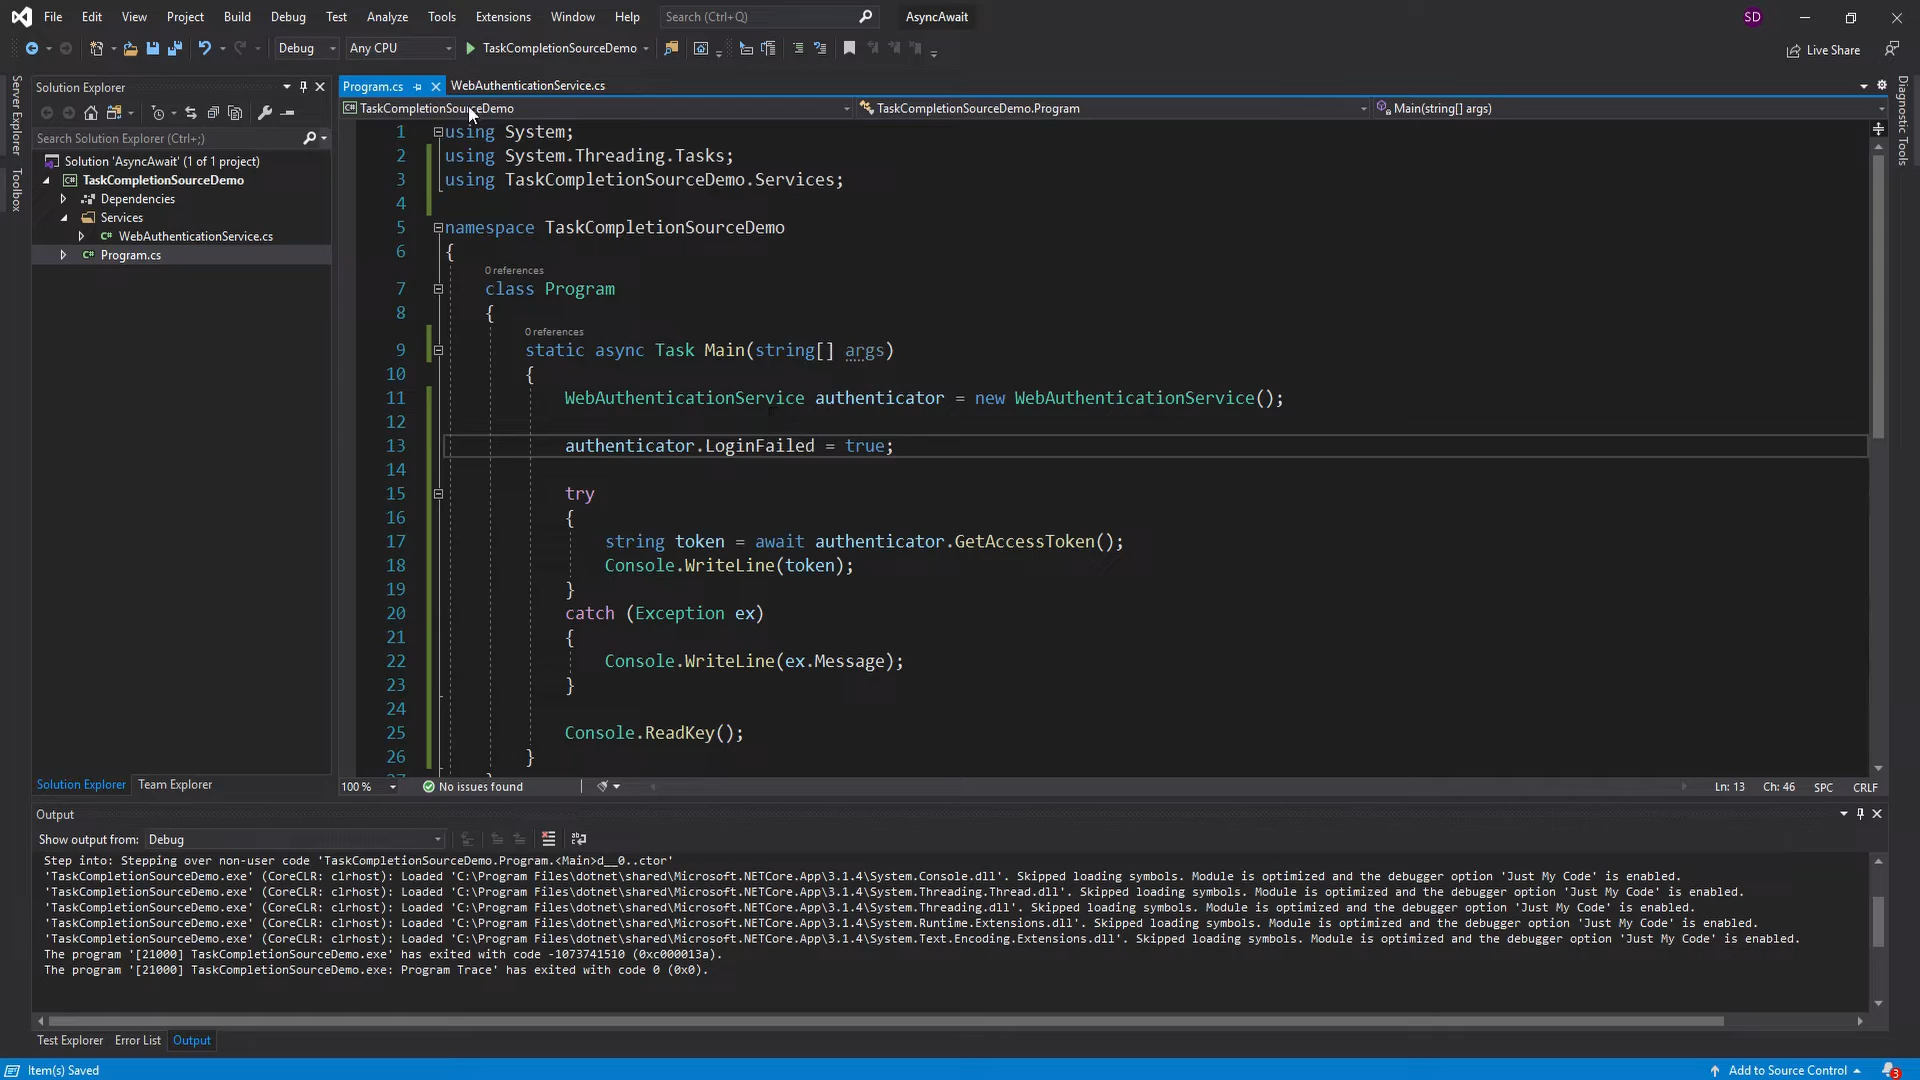 File Edit View Project Build Debug Test Analyze Tools Extensions Window Help Search (Ctrl+Q) AsyncAwait SD
Debug Any CPU TaskCompletionSourceDemo Live Share
Server Explorer
Toolbox
Solution Explorer
Search Solution Explorer (Ctrl+;)
Solution 'AsyncAwait' (1 of 1 project)
TaskCompletionSourceDemo
Dependencies
Services
C# WebAuthenticationService.cs
C# Program.cs
Solution Explorer Team Explorer
Program.cs WebAuthenticationService.cs
TaskCompletionSourceDemo TaskCompletionSourceDemo.Program Main(string[] args)
1 using System;
2 using System.Threading.Tasks;
3 using TaskCompletionSourceDemo.Services;
4
5 namespace TaskCompletionSourceDemo
6 {
0 references
7 class Program
8 {
0 references
9 static async Task Main(string[] args)
10 {
11 WebAuthenticationService authenticator = new WebAuthenticationService();
12
13 authenticator.LoginFailed = true;
14
15 try
16 {
17 string token = await authenticator.GetAccessToken();
18 Console.WriteLine(token);
19 }
20 catch (Exception ex)
21 {
22 Console.WriteLine(ex.Message);
23 }
24
25 Console.ReadKey();
26 }
100 % No issues found Ln: 13 Ch: 46 SPC CRLF
Diagnostic Tools
Output
Show output from: Debug
Step into: Stepping over non-user code 'TaskCompletionSourceDemo.Program.<Main>d__0..ctor'
'TaskCompletionSourceDemo.exe' (CoreCLR: clrhost): Loaded 'C:\Program Files\dotnet\shared\Microsoft.NETCore.App\3.1.4\System.Console.dll'. Skipped loading symbols. Module is optimized and the debugger option 'Just My Code' is enabled.
'TaskCompletionSourceDemo.exe' (CoreCLR: clrhost): Loaded 'C:\Program Files\dotnet\shared\Microsoft.NETCore.App\3.1.4\System.Threading.Thread.dll'. Skipped loading symbols. Module is optimized and the debugger option 'Just My Code' is enabled.
'TaskCompletionSourceDemo.exe' (CoreCLR: clrhost): Loaded 'C:\Program Files\dotnet\shared\Microsoft.NETCore.App\3.1.4\System.Threading.dll'. Skipped loading symbols. Module is optimized and the debugger option 'Just My Code' is enabled.
'TaskCompletionSourceDemo.exe' (CoreCLR: clrhost): Loaded 'C:\Program Files\dotnet\shared\Microsoft.NETCore.App\3.1.4\System.Runtime.Extensions.dll'. Skipped loading symbols. Module is optimized and the debugger option 'Just My Code' is enabled.
'TaskCompletionSourceDemo.exe' (CoreCLR: clrhost): Loaded 'C:\Program Files\dotnet\shared\Microsoft.NETCore.App\3.1.4\System.Text.Encoding.Extensions.dll'. Skipped loading symbols. Module is optimized and the debugger option 'Just My Code' is enabled.
The program '[21000] TaskCompletionSourceDemo.exe' has exited with code -1073741510 (0xc000013a).
The program '[21000] TaskCompletionSourceDemo.exe: Program Trace' has exited with code 0 (0x0).
Test Explorer Error List Output
Item(s) Saved Add to Source Control 3